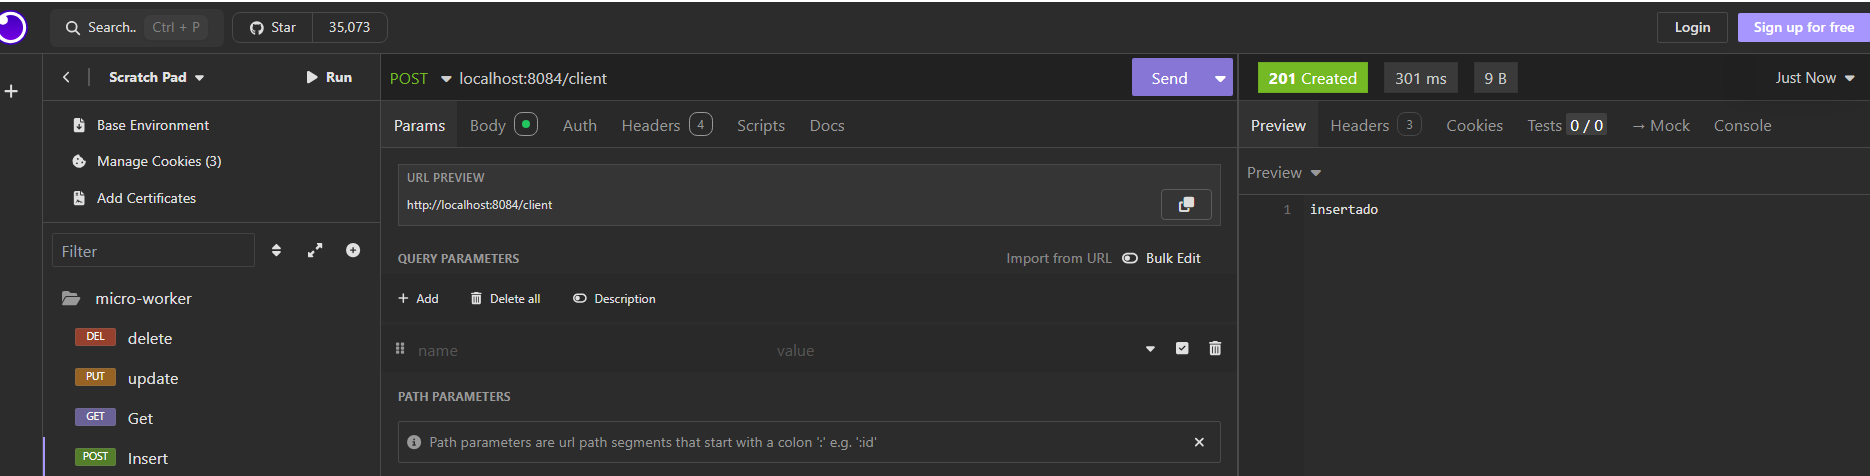 Search.. Ctrl + P Star 35,073 Login Sign up for free
Scratch Pad Run
Base Environment
Manage Cookies (3)
Add Certificates
Filter
micro-worker
DEL delete
PUT update
GET Get
POST Insert
POST localhost:8084/client Send
Params Body Auth Headers 4 Scripts Docs
URL PREVIEW
http://localhost:8084/client
QUERY PARAMETERS Import from URL Bulk Edit
+ Add Delete all Description
name value
PATH PARAMETERS
Path parameters are url path segments that start with a colon ':' e.g. ':id'
201 Created 301 ms 9 B Just Now
Preview Headers 3 Cookies Tests 0 / 0 → Mock Console
Preview
1 insertado